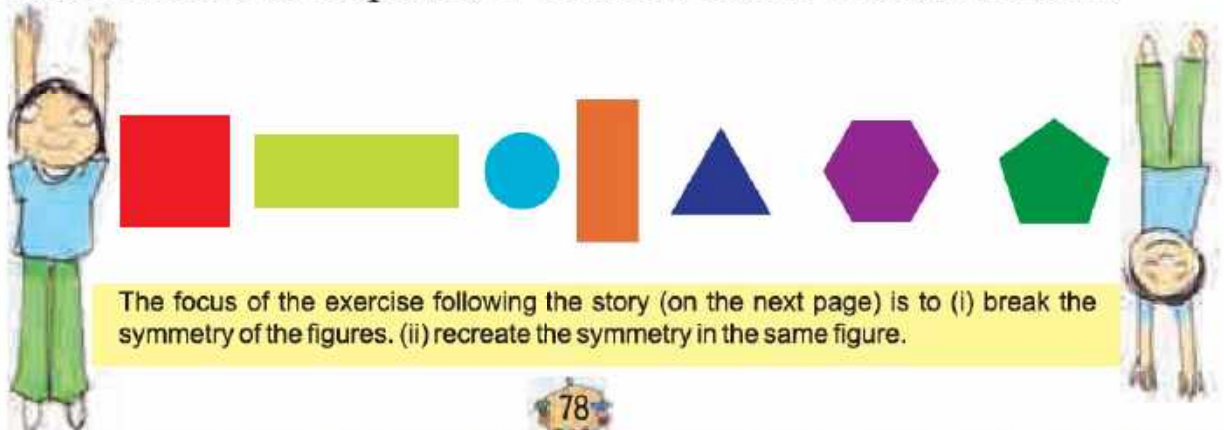 The focus of the exercise following the story (on the next page) is to (i) break the
symmetry of the figures. (ii) recreate the symmetry in the same figure.
78